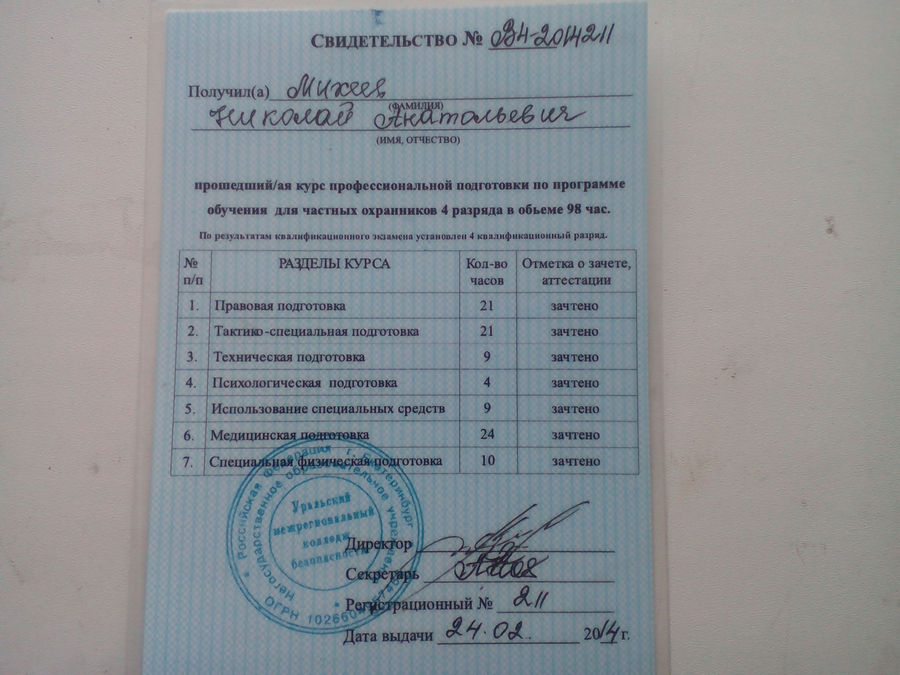 Свидетельство № В4-2014211
Получил(а) Михеев
(ФАМИЛИЯ)
Николай Анатольевич
(ИМЯ, ОТЧЕСТВО)
прошедший/ая курс профессиональной подготовки по программе
обучения для частных охранников 4 разряда в обьеме 98 час.
По результатам квалификационного экзамена установлен 4 квалификационный разряд.
№ п/п РАЗДЕЛЫ КУРСА Кол-во часов Отметка о зачете, аттестации
1. Правовая подготовка 21 зачтено
2. Тактико-специальная подготовка 21 зачтено
3. Техническая подготовка 9 зачтено
4. Психологическая подготовка 4 зачтено
5. Использование специальных средств 9 зачтено
6. Медицинская подготовка 24 зачтено
7. Специальная физическая подготовка 10 зачтено
Российская Федерация г. Екатеринбург
Негосударственное образовательное учреждение
Уральский
межрегиональный
колледж
безопасности
ОГРН
Директор
Секретарь
Регистрационный № 211
Дата выдачи 24.02. 2014г.